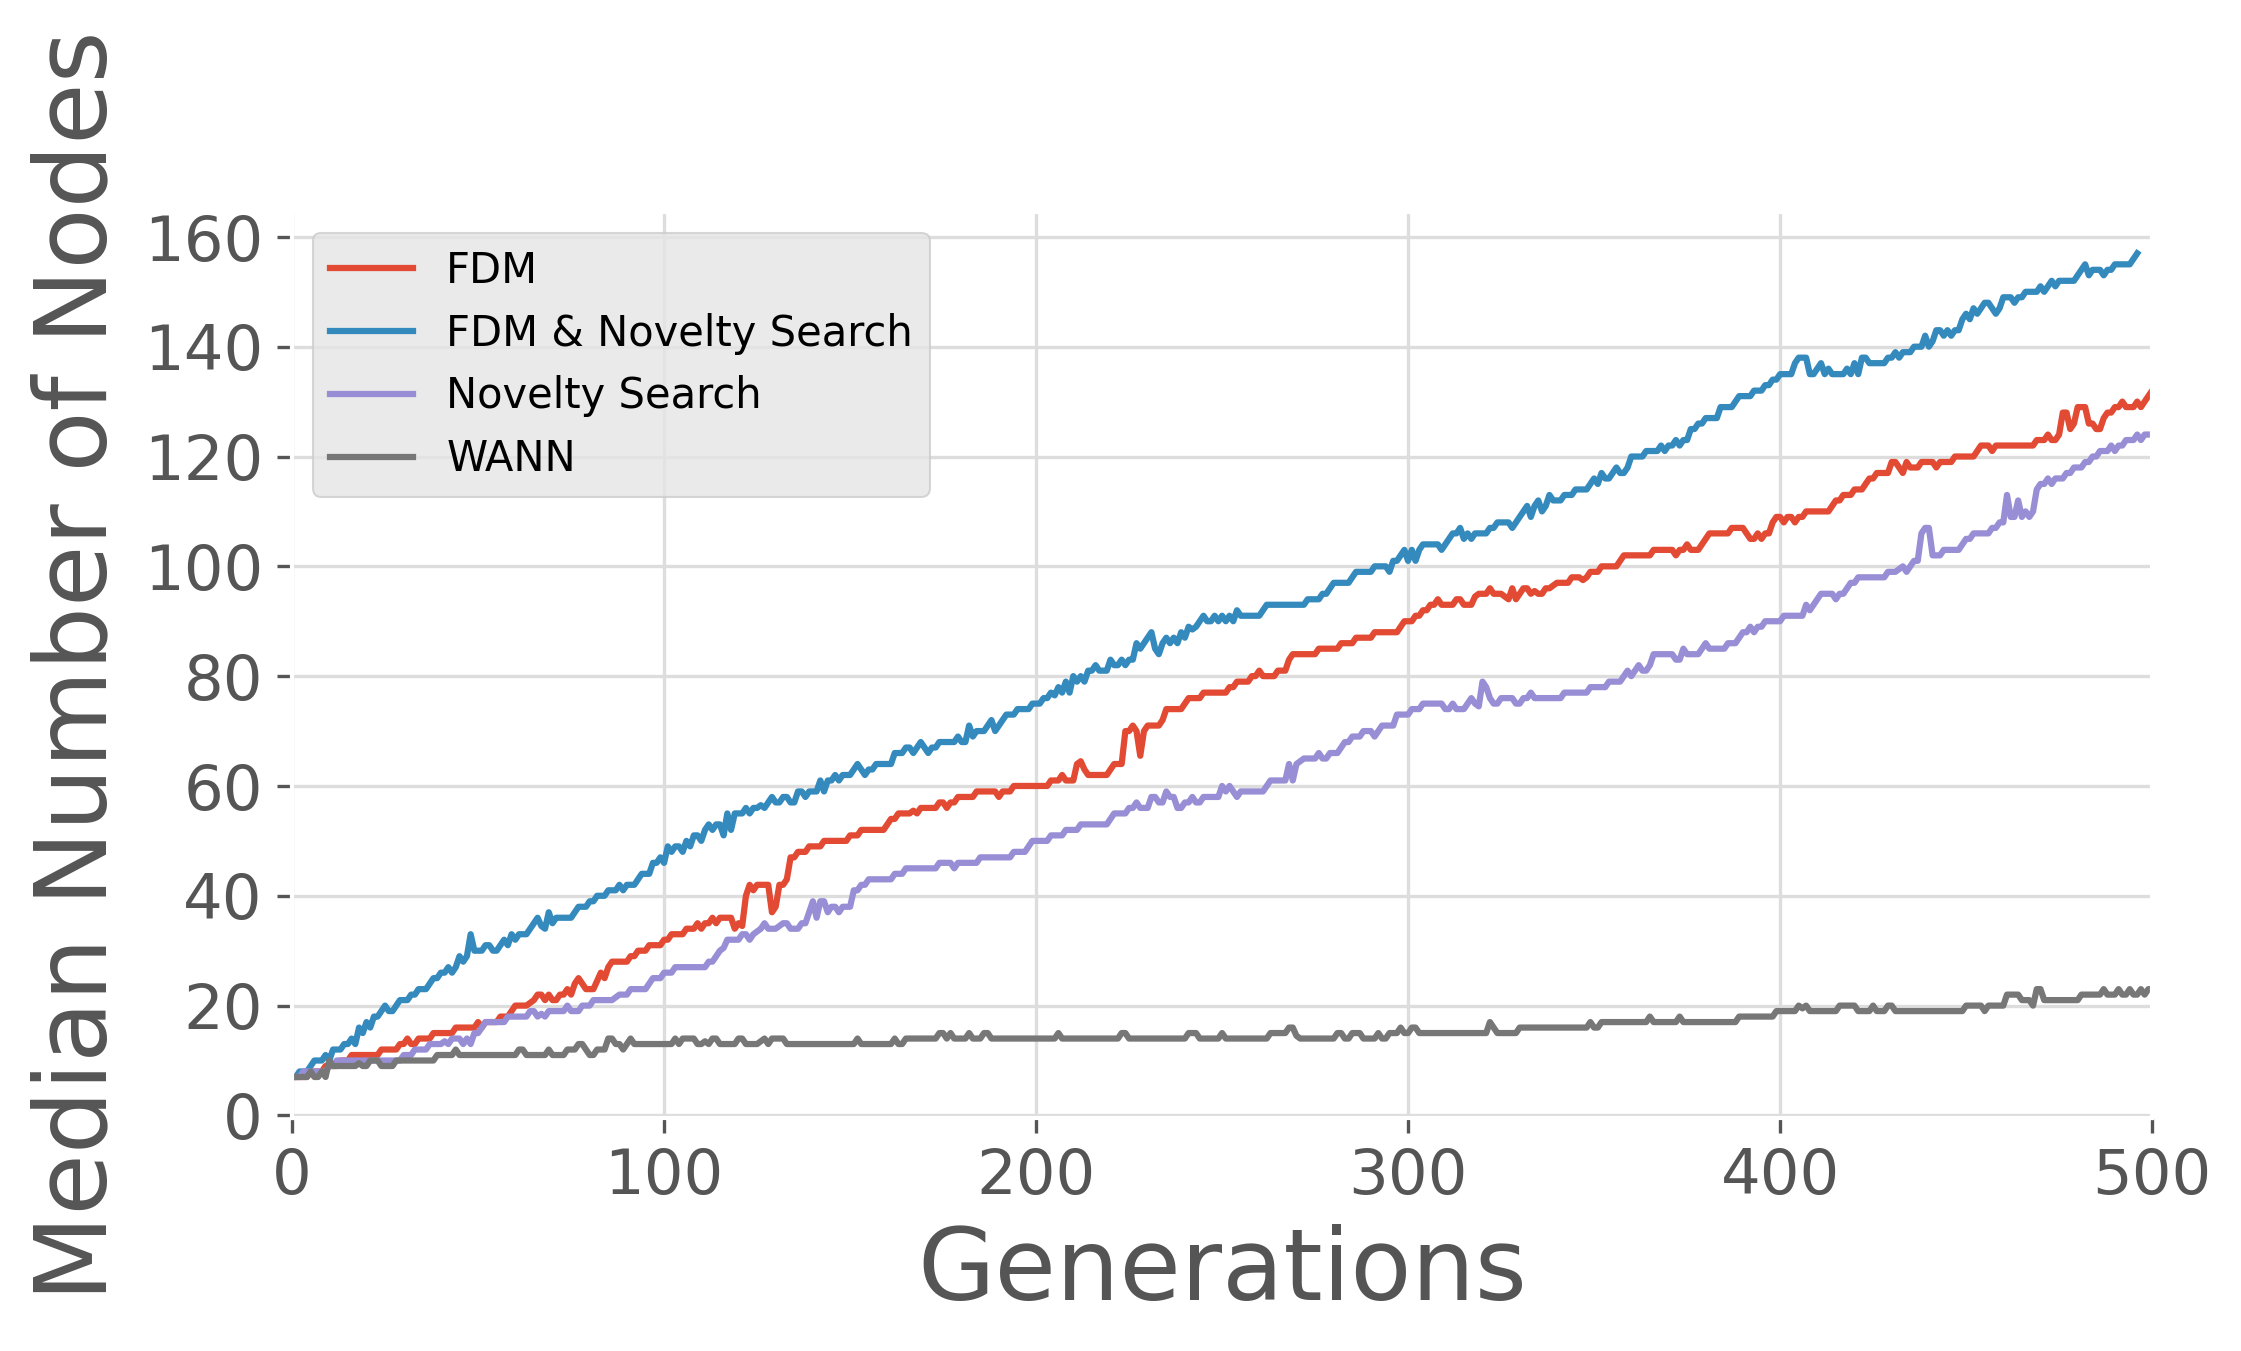 Median Number of Nodes
160
140
120
100
80
60
40
20
0
FDM
FDM & Novelty Search
Novelty Search
WANN
0 100 200 300 400 500
Generations